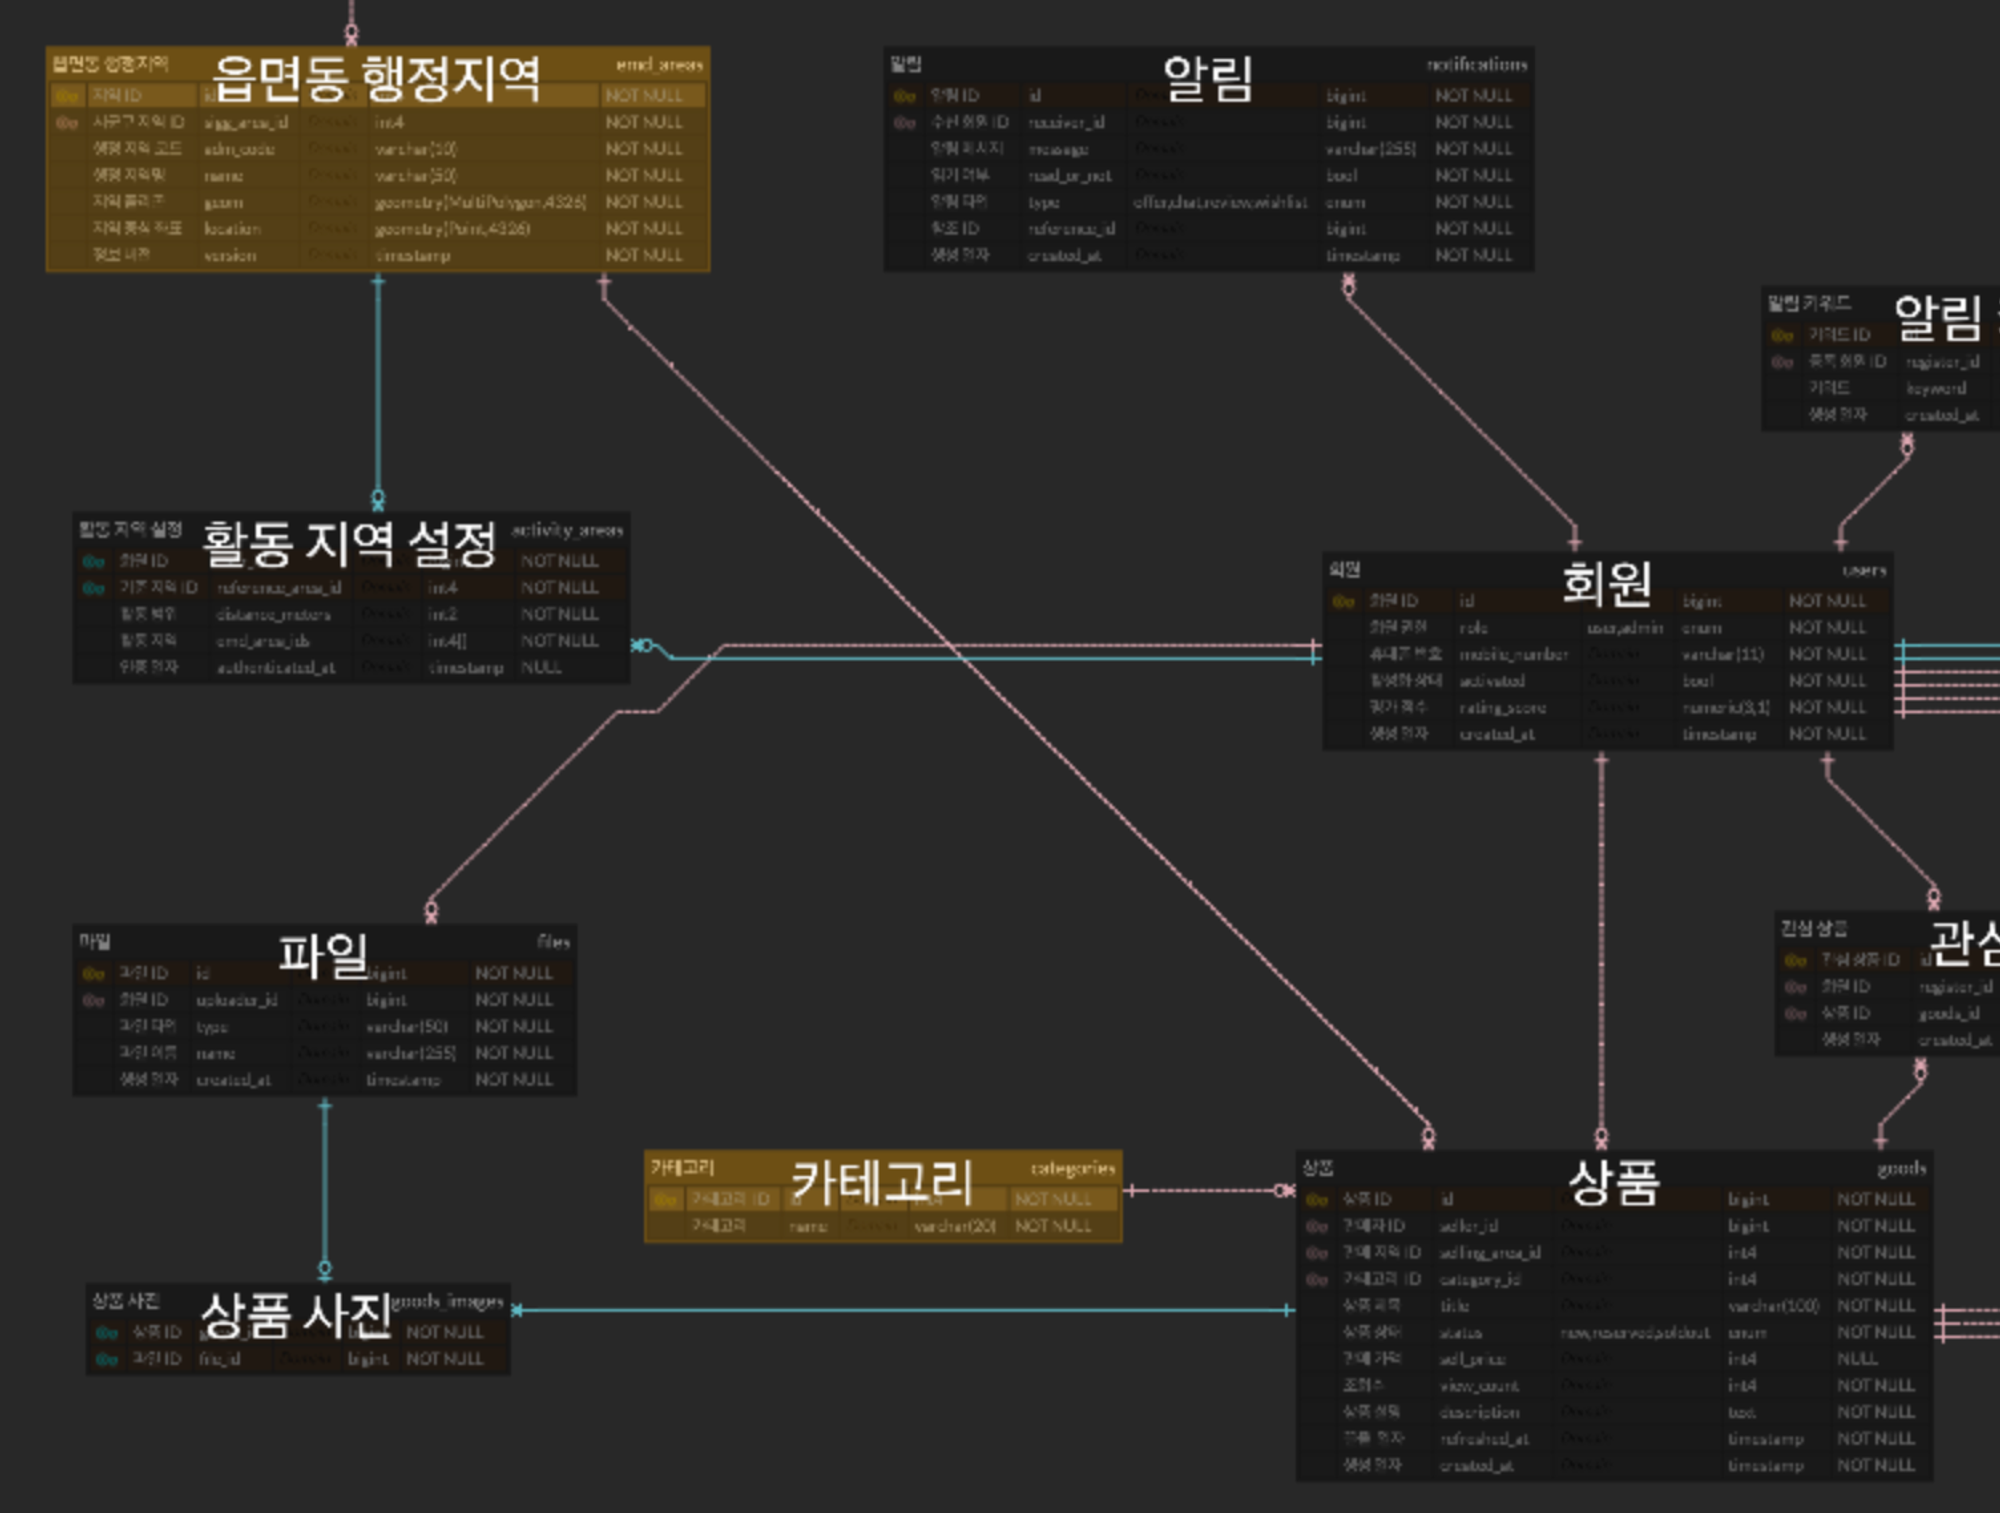 읍면동 행정지역 emd_areas
읍면동 행정지역
지역 ID NOT NULL
시군구 지역 ID sigg_area_id int4 NOT NULL
행정 지역 코드 adm_code varchar(10) NOT NULL
행정 지역명 name varchar(50) NOT NULL
지역 폴리곤 geom geometry(MultiPolygon,4326) NOT NULL
지역 중심 좌표 location geometry(Point,4326) NOT NULL
정보 버전 version timestamp NOT NULL
알림 notifications
알림
알림 ID id bigint NOT NULL
수신 회원 ID receiver_id bigint NOT NULL
알림 메시지 message varchar(255) NOT NULL
읽기 여부 read_or_not bool NOT NULL
알림 타입 type offer,chat,review,wishlist enum NOT NULL
참조 ID reference_id bigint NOT NULL
생성 일자 created_at timestamp NOT NULL
알림 키워드
알림
키워드 ID
등록 회원 ID register_id
키워드 keyword
생성 일자 created_at
활동 지역 설정 activity_areas
활동 지역 설정
회원 ID NOT NULL
기준 지역 ID reference_area_id int4 NOT NULL
활동 범위 distance_meters int2 NOT NULL
활동 지역 emd_area_ids int4[] NOT NULL
인증 일자 authenticated_at timestamp NULL
회원 users
회원
회원 ID id bigint NOT NULL
회원 권한 role user,admin enum NOT NULL
휴대폰 번호 mobile_number varchar(11) NOT NULL
활성화 상태 activated bool NOT NULL
평가 점수 rating_score numeric(3,1) NOT NULL
생성 일자 created_at timestamp NOT NULL
파일 files
파일
파일 ID id bigint NOT NULL
회원 ID uploader_id bigint NOT NULL
파일 타입 type varchar(50) NOT NULL
파일 이름 name varchar(255) NOT NULL
생성 일자 created_at timestamp NOT NULL
관심 상품
관심
관심 상품 ID id
회원 ID register_id
상품 ID goods_id
생성 일자 created_at
카테고리 categories
카테고리
카테고리 ID NOT NULL
카테고리 name varchar(20) NOT NULL
상품 goods
상품
상품 ID id bigint NOT NULL
판매자 ID seller_id bigint NOT NULL
판매 지역 ID selling_area_id int4 NOT NULL
카테고리 ID category_id int4 NOT NULL
상품 제목 title varchar(100) NOT NULL
상품 상태 status new,reserved,soldout enum NOT NULL
판매 가격 sell_price int4 NULL
조회수 view_count int4 NOT NULL
상품 설명 description text NOT NULL
끌올 일자 refreshed_at timestamp NOT NULL
생성 일자 created_at timestamp NOT NULL
상품 사진 goods_images
상품 사진
상품 ID bigint NOT NULL
파일 ID file_id bigint NOT NULL